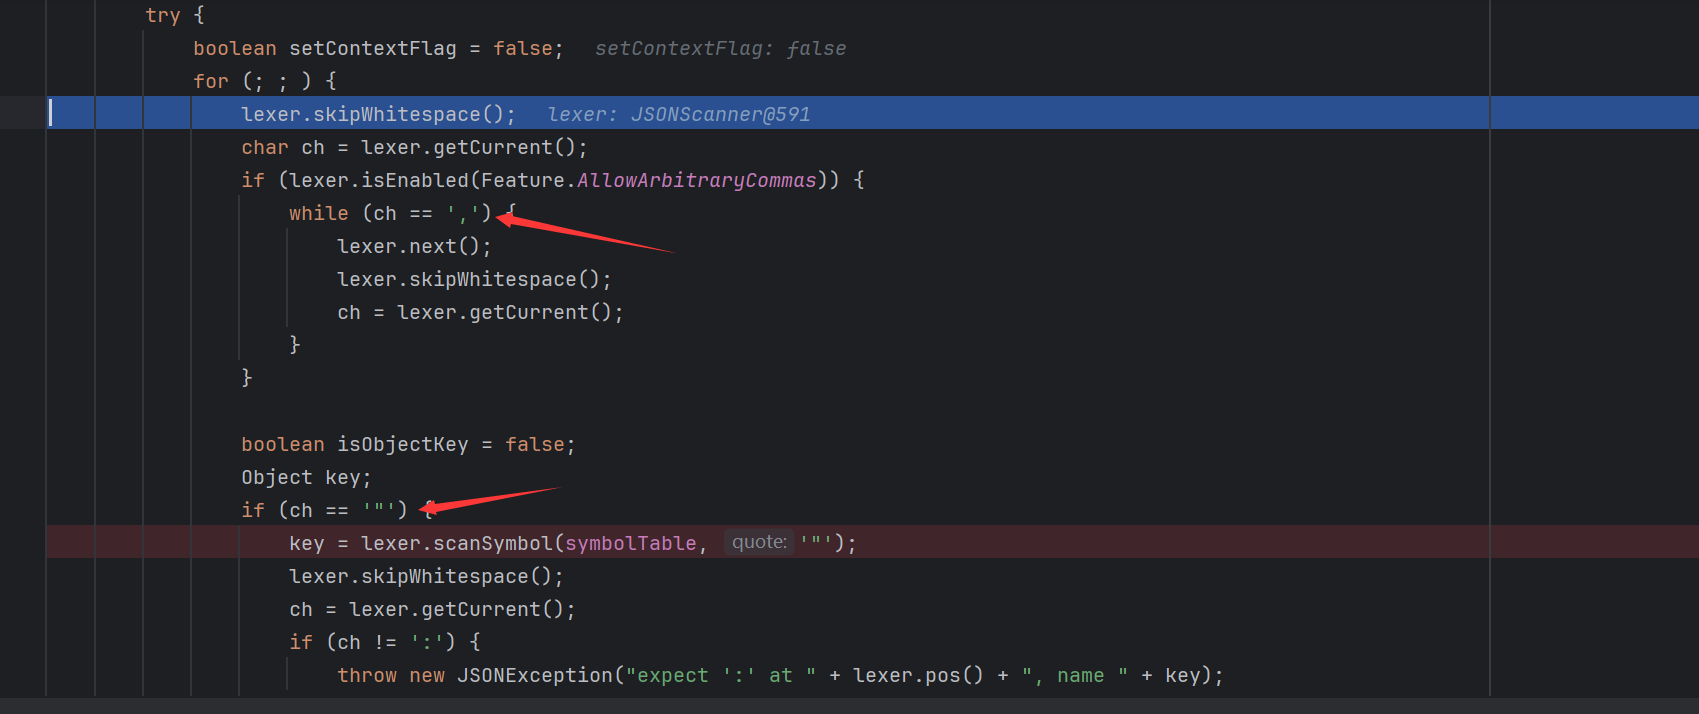 try {
boolean setContextFlag = false;   setContextFlag: false
for (; ; ) {
lexer.skipWhitespace();   lexer: JSONScanner@591
char ch = lexer.getCurrent();
if (lexer.isEnabled(Feature.AllowArbitraryCommas)) {
while (ch == ',') {
lexer.next();
lexer.skipWhitespace();
ch = lexer.getCurrent();
}
}
boolean isObjectKey = false;
Object key;
if (ch == '"') {
key = lexer.scanSymbol(symbolTable, quote: '"');
lexer.skipWhitespace();
ch = lexer.getCurrent();
if (ch != ':') {
throw new JSONException("expect ':' at " + lexer.pos() + ", name " + key);